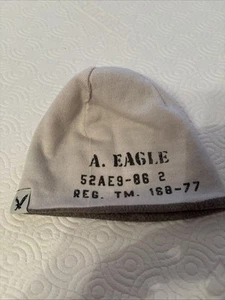 A. EAGLE
52AE9-86 2
REG. TM. 168-77